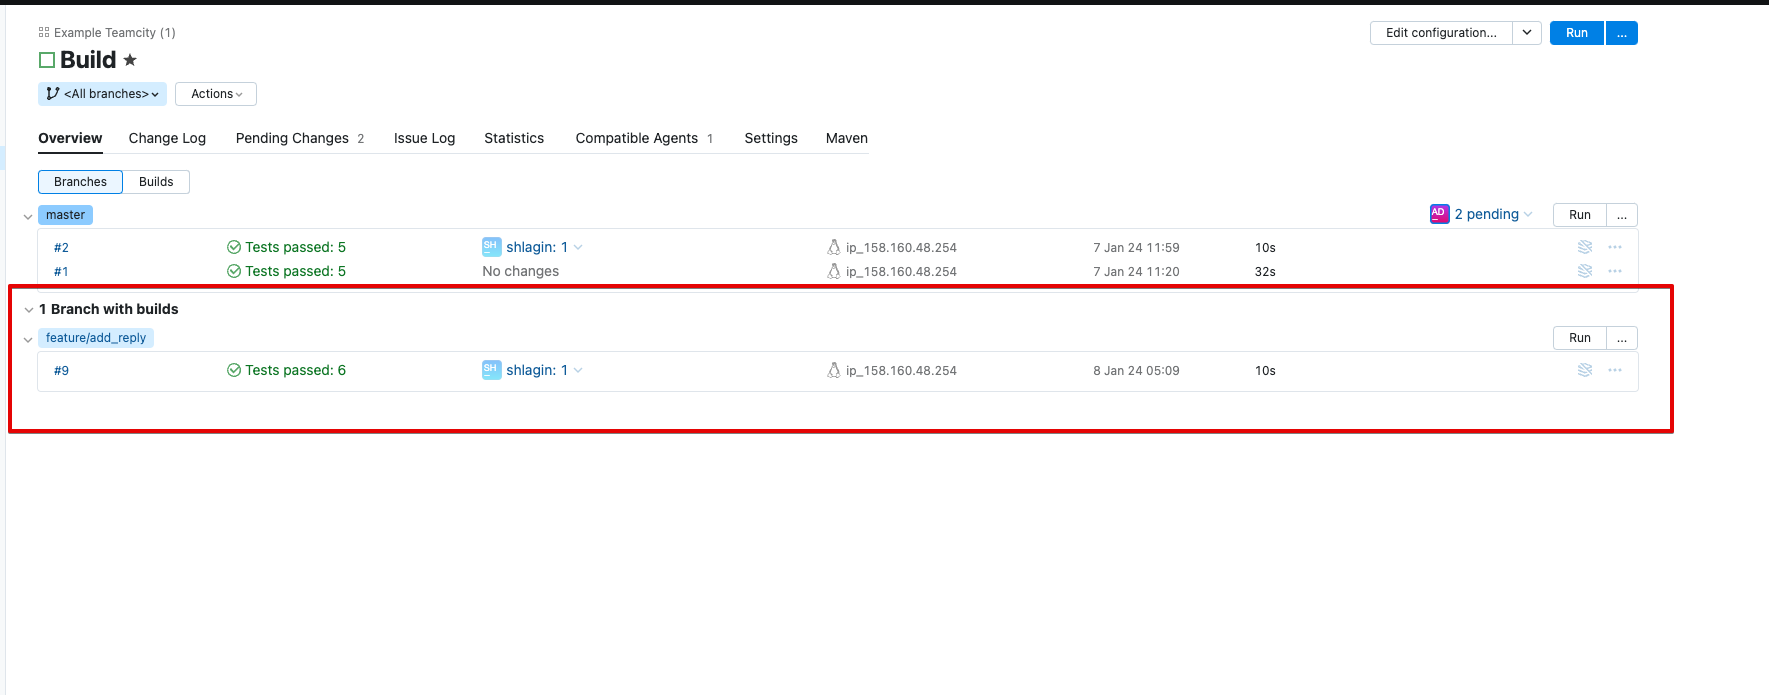 Example Teamcity (1)
Edit configuration...
Run
...
Build
<All branches>
Actions
Overview
Change Log
Pending Changes 2
Issue Log
Statistics
Compatible Agents 1
Settings
Maven
Branches
Builds
master
AD
2 pending
Run
...
#2 Tests passed: 5 SH shlagin: 1 ip_158.160.48.254 7 Jan 24 11:59 10s
#1 Tests passed: 5 No changes ip_158.160.48.254 7 Jan 24 11:20 32s
1 Branch with builds
feature/add_reply
Run
...
#9 Tests passed: 6 SH shlagin: 1 ip_158.160.48.254 8 Jan 24 05:09 10s